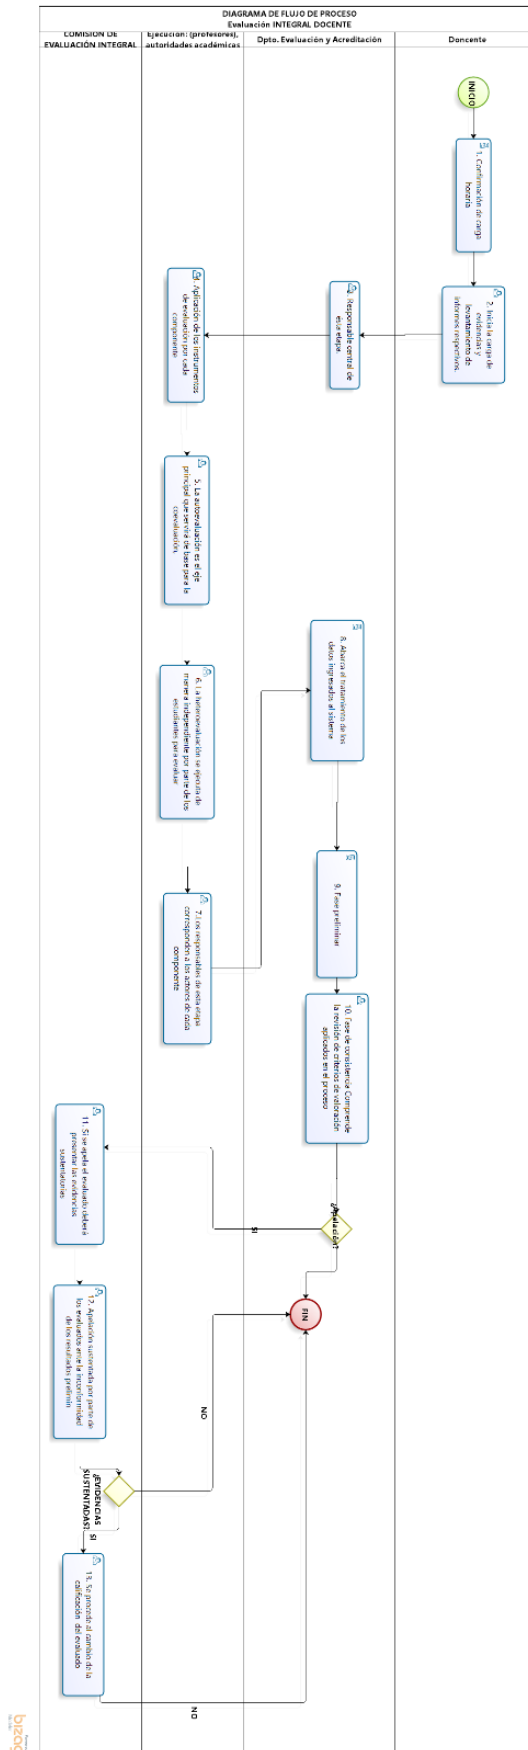 DIAGRAMA DE FLUJO DE PROCESO
Evaluación INTEGRAL DOCENTE
COMISIÓN DE
EVALUACIÓN INTEGRAL
Ejecución: (profesores),
autoridades académicas
Dpto. Evaluación y Acreditación
Doncente
INICIO
1. Confirmación de carga
horaria
2. Inicia la carga de
evidencias y
levantamiento de
informes respectivos.
3. Responsable central de
esta etapa.
4. Aplicación de los instrumentos
de evaluación por cada
componente
5. La autoevaluación es el eje
principal que servirá de base para la
coevaluación,
6. La heteroevaluación se ejecuta de
manera independiente por parte de los
estudiantes para evaluar
7. Los responsables de esta etapa
corresponden a los actores de cada
componente
8. Abarca el tratamiento de los
datos ingresados al sistema
9. Fase preliminar
10. Fase de consistencia Comprende
la revisión de criterios de valoración
aplicados en el proceso
¿Apelación?
SI
11. Si se apela el evaluado deberá
presentar las evidencias
sustentatorias
FIN
12. Apelación sustentada por parte de
los evaluados ante la inconformidad
de los resultados prelimin
NO
¿EVIDENCIAS
SUSTENTADAS?
SI
13. Se procede al cambio de la
calificación del evaluado
NO